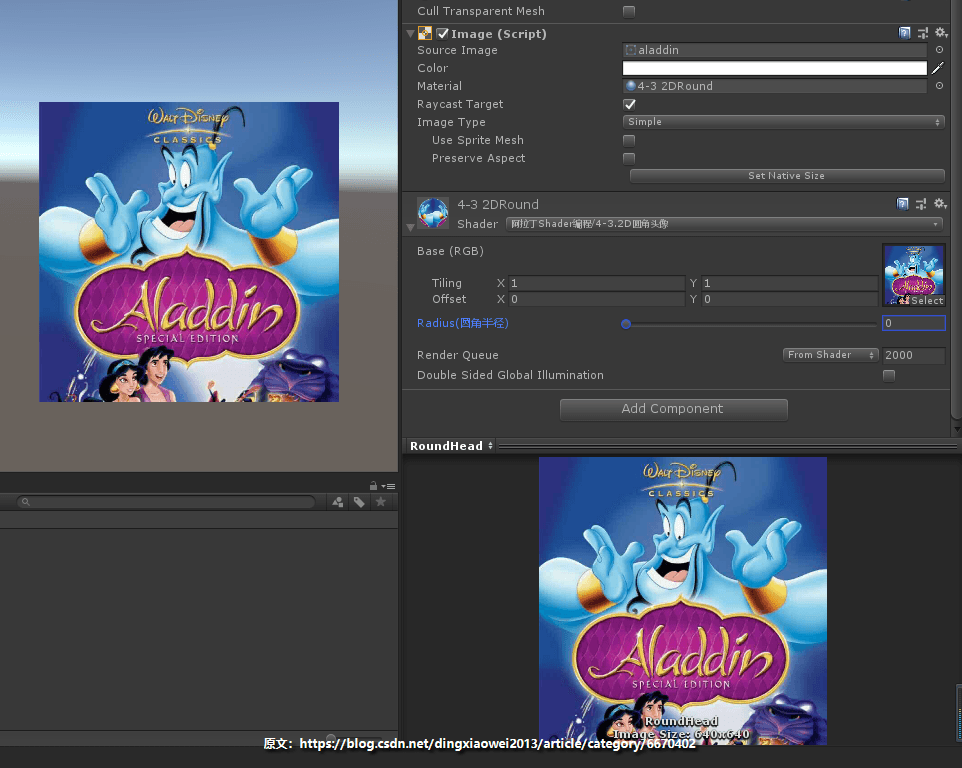 Cull Transparent Mesh
Image (Script)
Source Image aladdin
Color
Material 4-3 2DRound
Raycast Target
Image Type Simple
Use Sprite Mesh
Preserve Aspect
Set Native Size
4-3 2DRound
Shader 阿拉丁Shader编程/4-3.2D圆角头像
Base (RGB)
Tiling X 1 Y 1
Offset X 0 Y 0
Select
Radius(圆角半径) 0
Render Queue From Shader 2000
Double Sided Global Illumination
Add Component
RoundHead
WALT DISNEY
CLASSICS
Aladdin
SPECIAL EDITION
WALT DISNEY
CLASSICS
Aladdin
SPECIAL EDITION
RoundHead
Image Size: 640x640
原文：https://blog.csdn.net/dingxiaowei2013/article/category/6670402